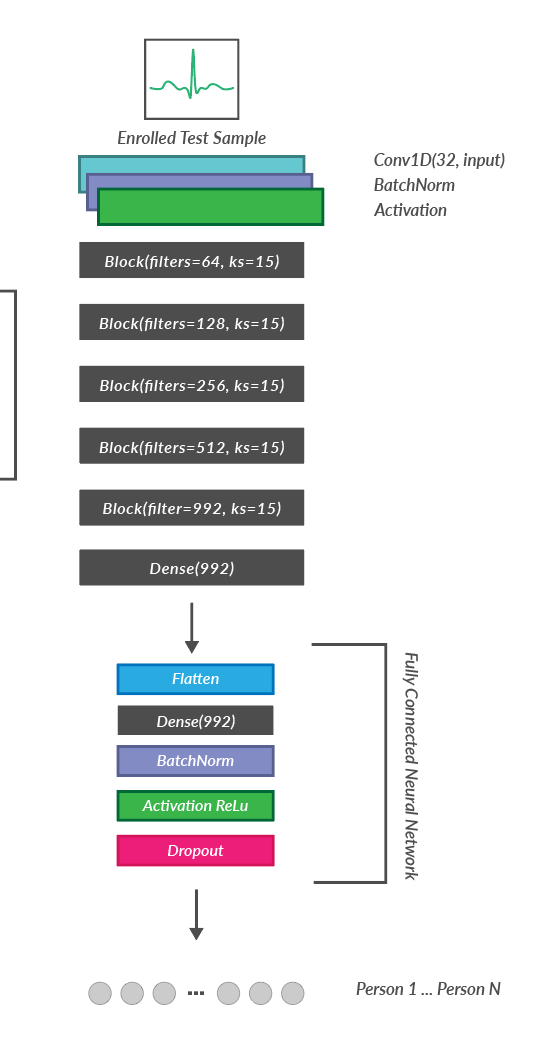 Enrolled Test Sample
Conv1D(32, input)
BatchNorm
Activation
Block(filters=64, ks=15)
Block(filters=128, ks=15)
Block(filters=256, ks=15)
Block(filters=512, ks=15)
Block(filter=992, ks=15)
Dense(992)
Flatten
Dense(992)
BatchNorm
Activation ReLu
Dropout
Fully Connected Neural Network
...
Person 1 ... Person N